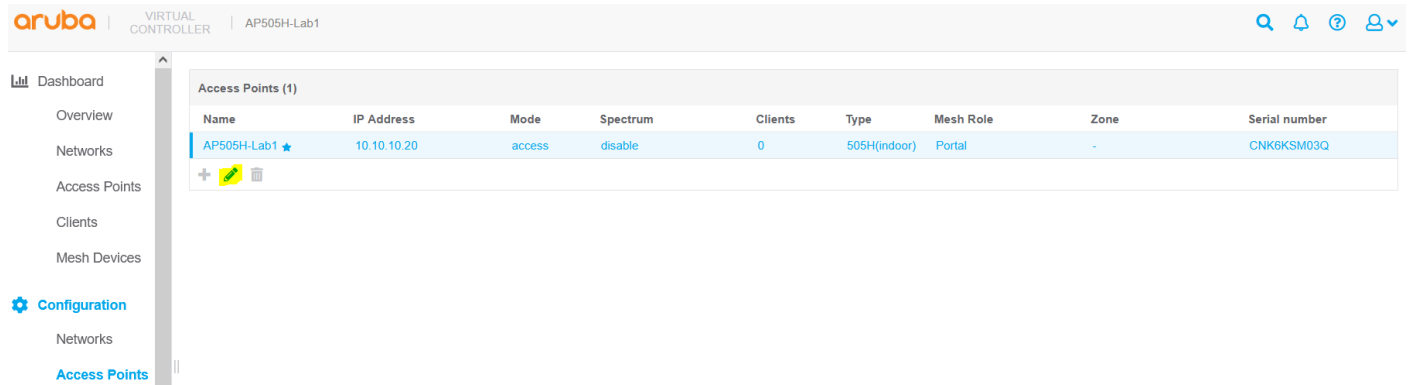 aruba VIRTUAL CONTROLLER AP505H-Lab1
Dashboard
Overview
Networks
Access Points
Clients
Mesh Devices
Configuration
Networks
Access Points
Access Points (1)
Name IP Address Mode Spectrum Clients Type Mesh Role Zone Serial number
AP505H-Lab1 10.10.10.20 access disable 0 505H(indoor) Portal - CNK6KSM03Q